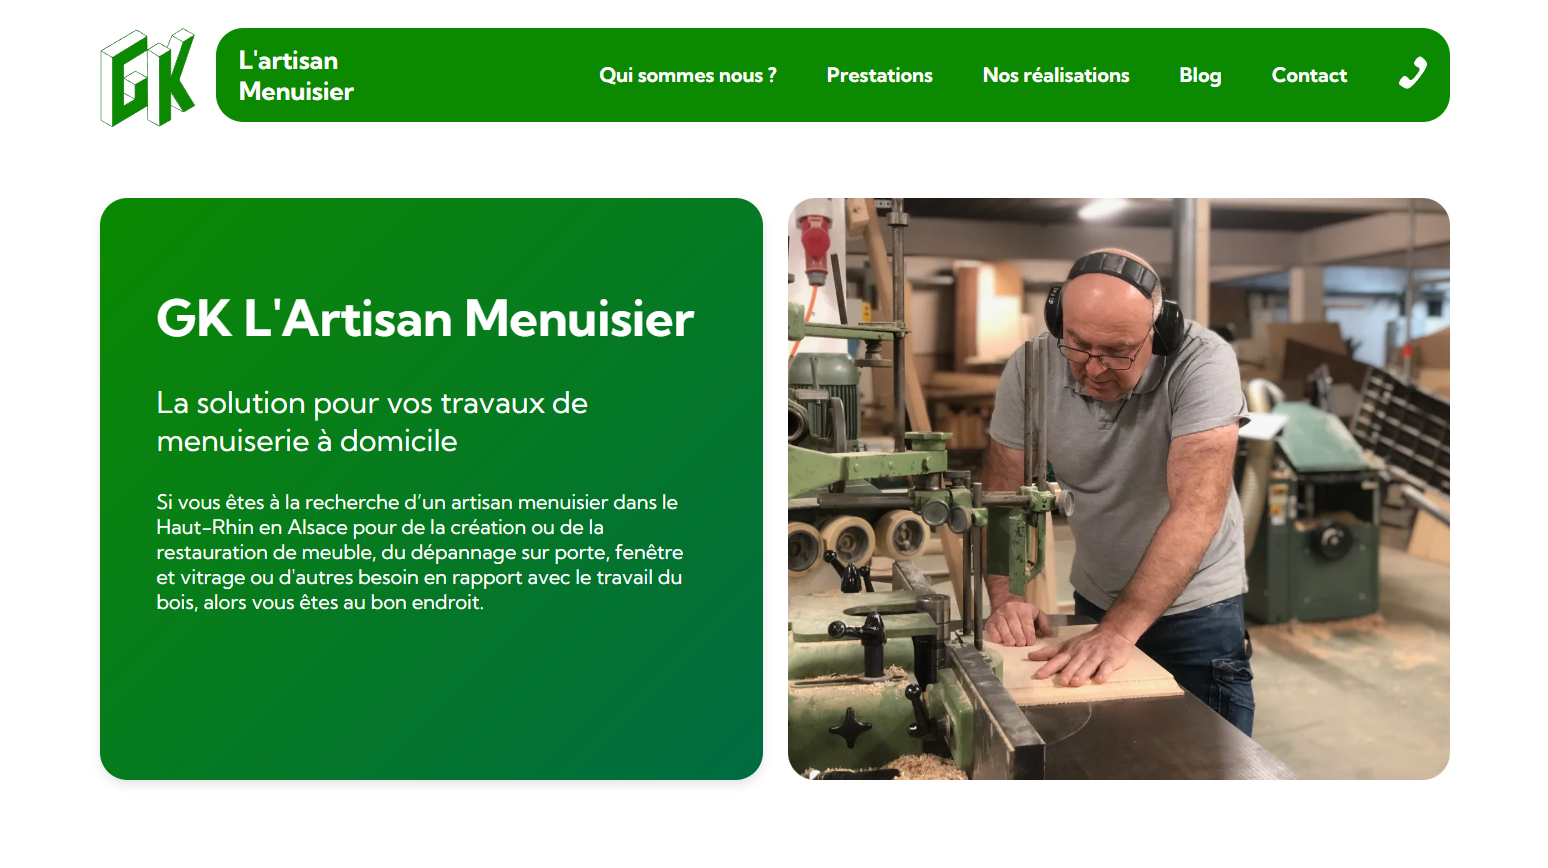 GK
L'artisan
Menuisier
Qui sommes nous ?
Prestations
Nos réalisations
Blog
Contact
GK L'Artisan Menuisier
La solution pour vos travaux de
menuiserie à domicile
Si vous êtes à la recherche d’un artisan menuisier dans le
Haut-Rhin en Alsace pour de la création ou de la
restauration de meuble, du dépannage sur porte, fenêtre
et vitrage ou d'autres besoin en rapport avec le travail du
bois, alors vous êtes au bon endroit.